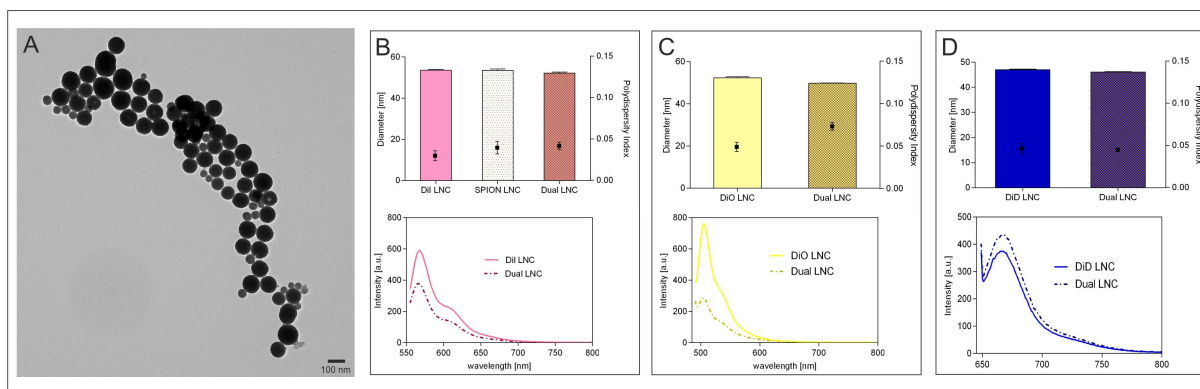 A
100 nm
B
60
40
20
0
Diameter [nm]
0.15
0.10
0.05
0.00
Polydispersity Index
DiI LNC
SPION LNC
Dual LNC
800
600
400
200
0
Intensity [a.u.]
DiI LNC
Dual LNC
550
600
650
700
750
800
wavelength [nm]
C
60
40
20
0
Diameter [nm]
0.15
0.10
0.05
0.00
Polydispersity Index
DiO LNC
Dual LNC
800
600
400
200
0
Intensity [a.u.]
DiO LNC
Dual LNC
500
600
700
800
wavelength [nm]
D
50
40
30
20
10
0
Diameter [nm]
0.15
0.10
0.05
0.00
Polydispersity Index
DiD LNC
Dual LNC
500
400
300
200
100
0
Intensity [a.u.]
DiD LNC
Dual LNC
650
700
750
800
wavelength [nm]